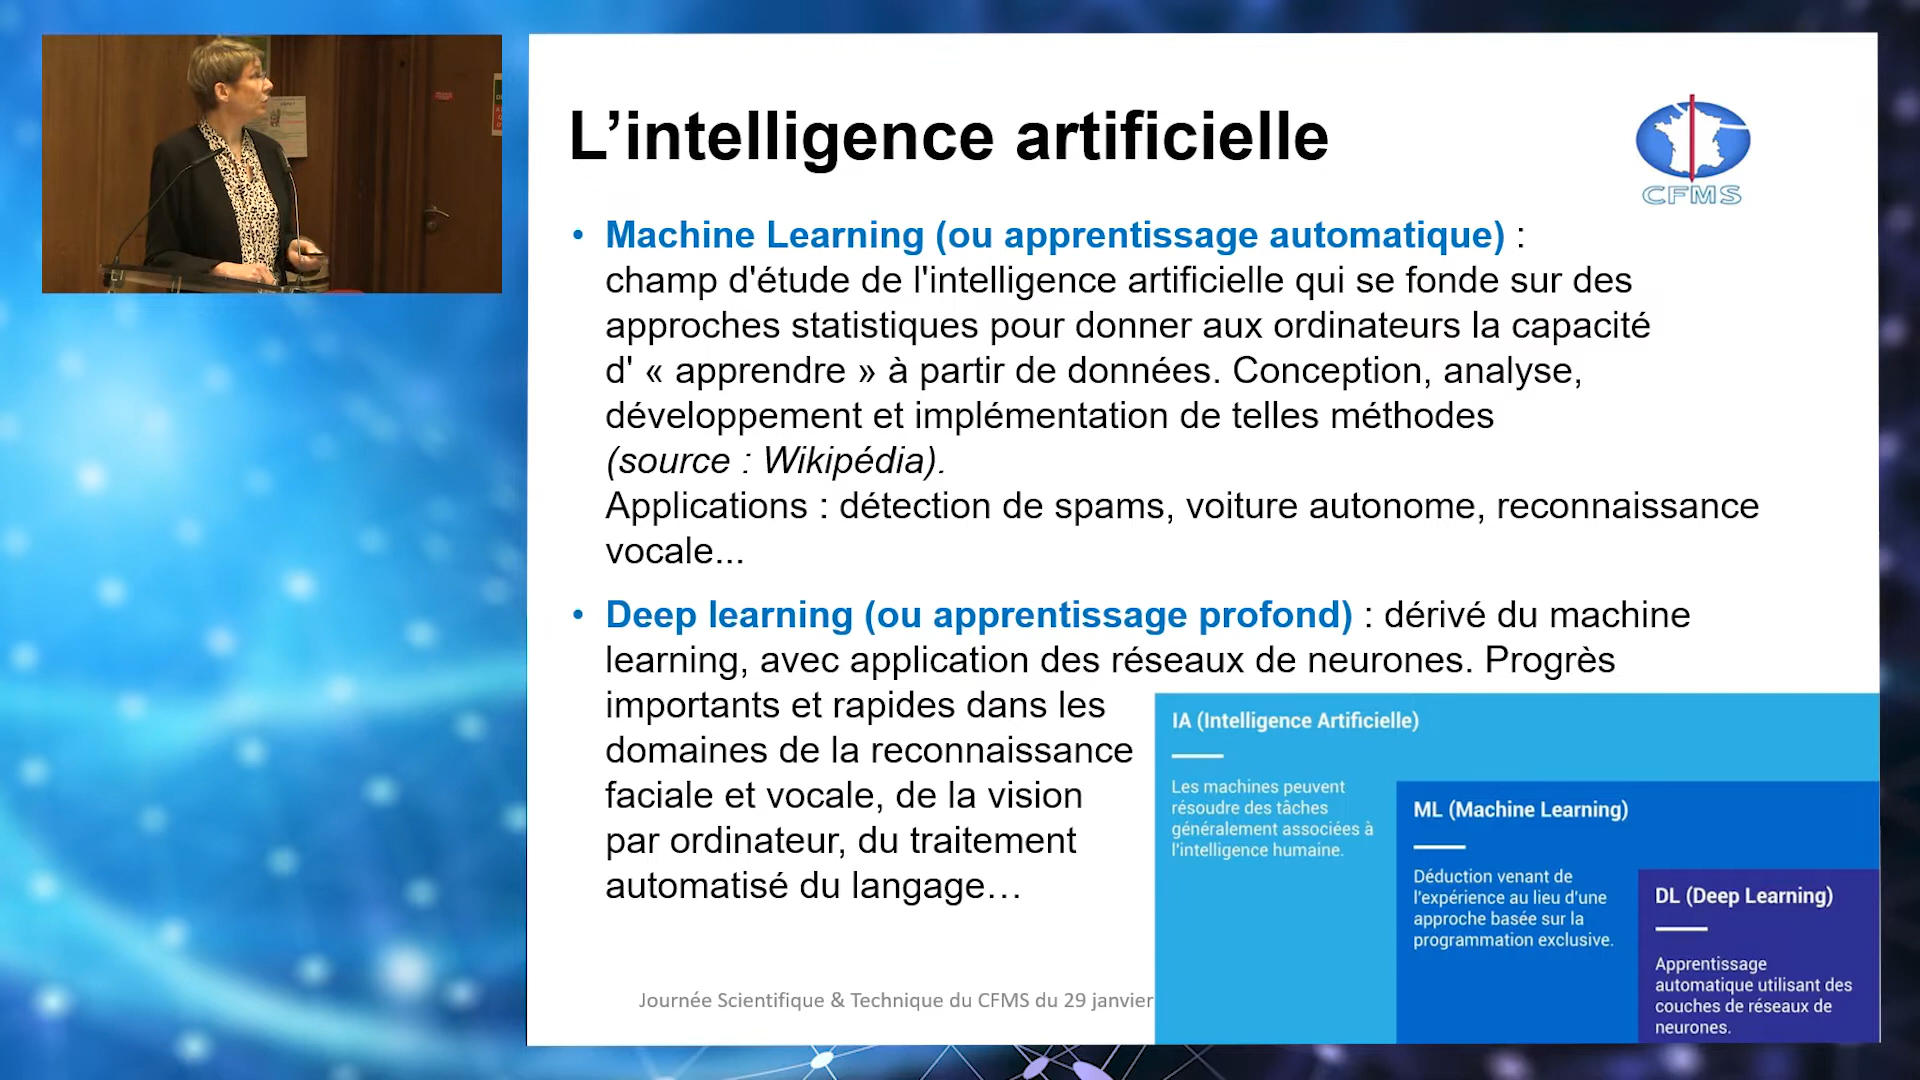 L’intelligence artificielle
CFMS
• Machine Learning (ou apprentissage automatique) :
champ d'étude de l'intelligence artificielle qui se fonde sur des
approches statistiques pour donner aux ordinateurs la capacité
d' « apprendre » à partir de données. Conception, analyse,
développement et implémentation de telles méthodes
(source : Wikipédia).
Applications : détection de spams, voiture autonome, reconnaissance
vocale...
• Deep learning (ou apprentissage profond) : dérivé du machine
learning, avec application des réseaux de neurones. Progrès
importants et rapides dans les
domaines de la reconnaissance
faciale et vocale, de la vision
par ordinateur, du traitement
automatisé du langage…
IA (Intelligence Artificielle)
Les machines peuvent
résoudre des tâches
généralement associées à
l'intelligence humaine.
ML (Machine Learning)
Déduction venant de
l'expérience au lieu d'une
approche basée sur la
programmation exclusive.
DL (Deep Learning)
Apprentissage
automatique utilisant des
couches de réseaux de
neurones.
Journée Scientifique & Technique du CFMS du 29 janvier